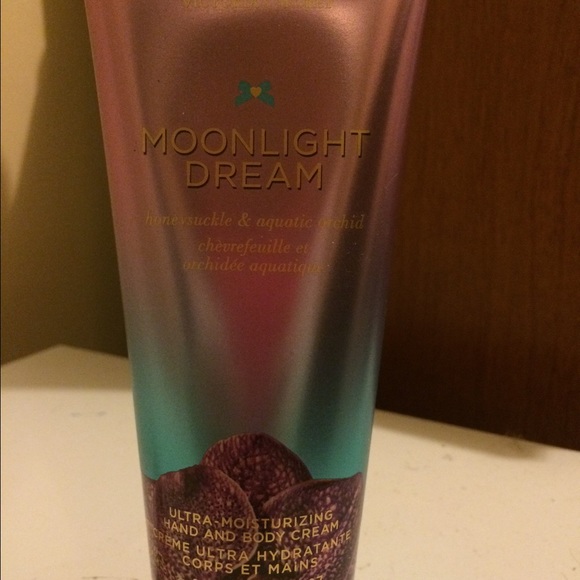 MOONLIGHT
DREAM
honeysuckle & aquatic orchid
chèvrefeuille et
orchidée aquatique
ULTRA-MOISTURIZING
HAND AND BODY CREAM
CRÈME ULTRA HYDRATANTE
CORPS ET MAINS